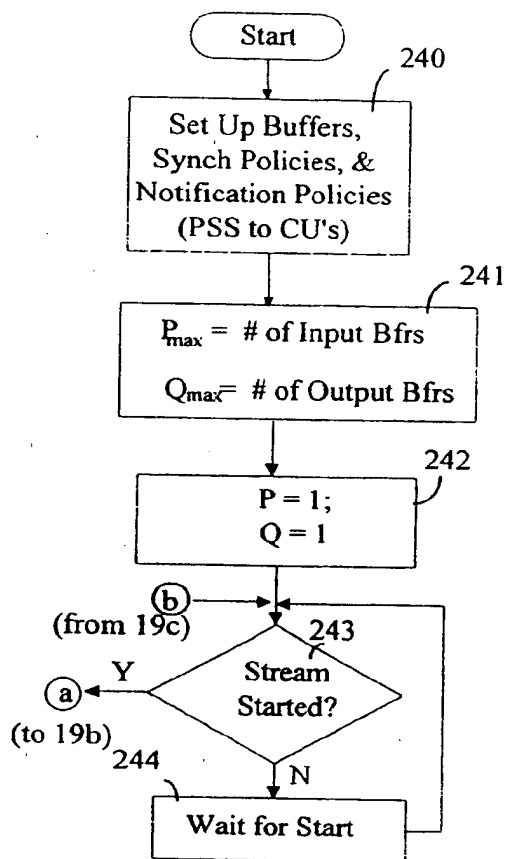 Start
240
Set Up Buffers,
Synch Policies, &
Notification Policies
(PSS to CU's)
241
Pmax = # of Input Bfrs
Qmax= # of Output Bfrs
242
P = 1;
Q = 1
b
(from 19c)
243
Y
Stream
Started?
a
(to 19b)
244
N
Wait for Start